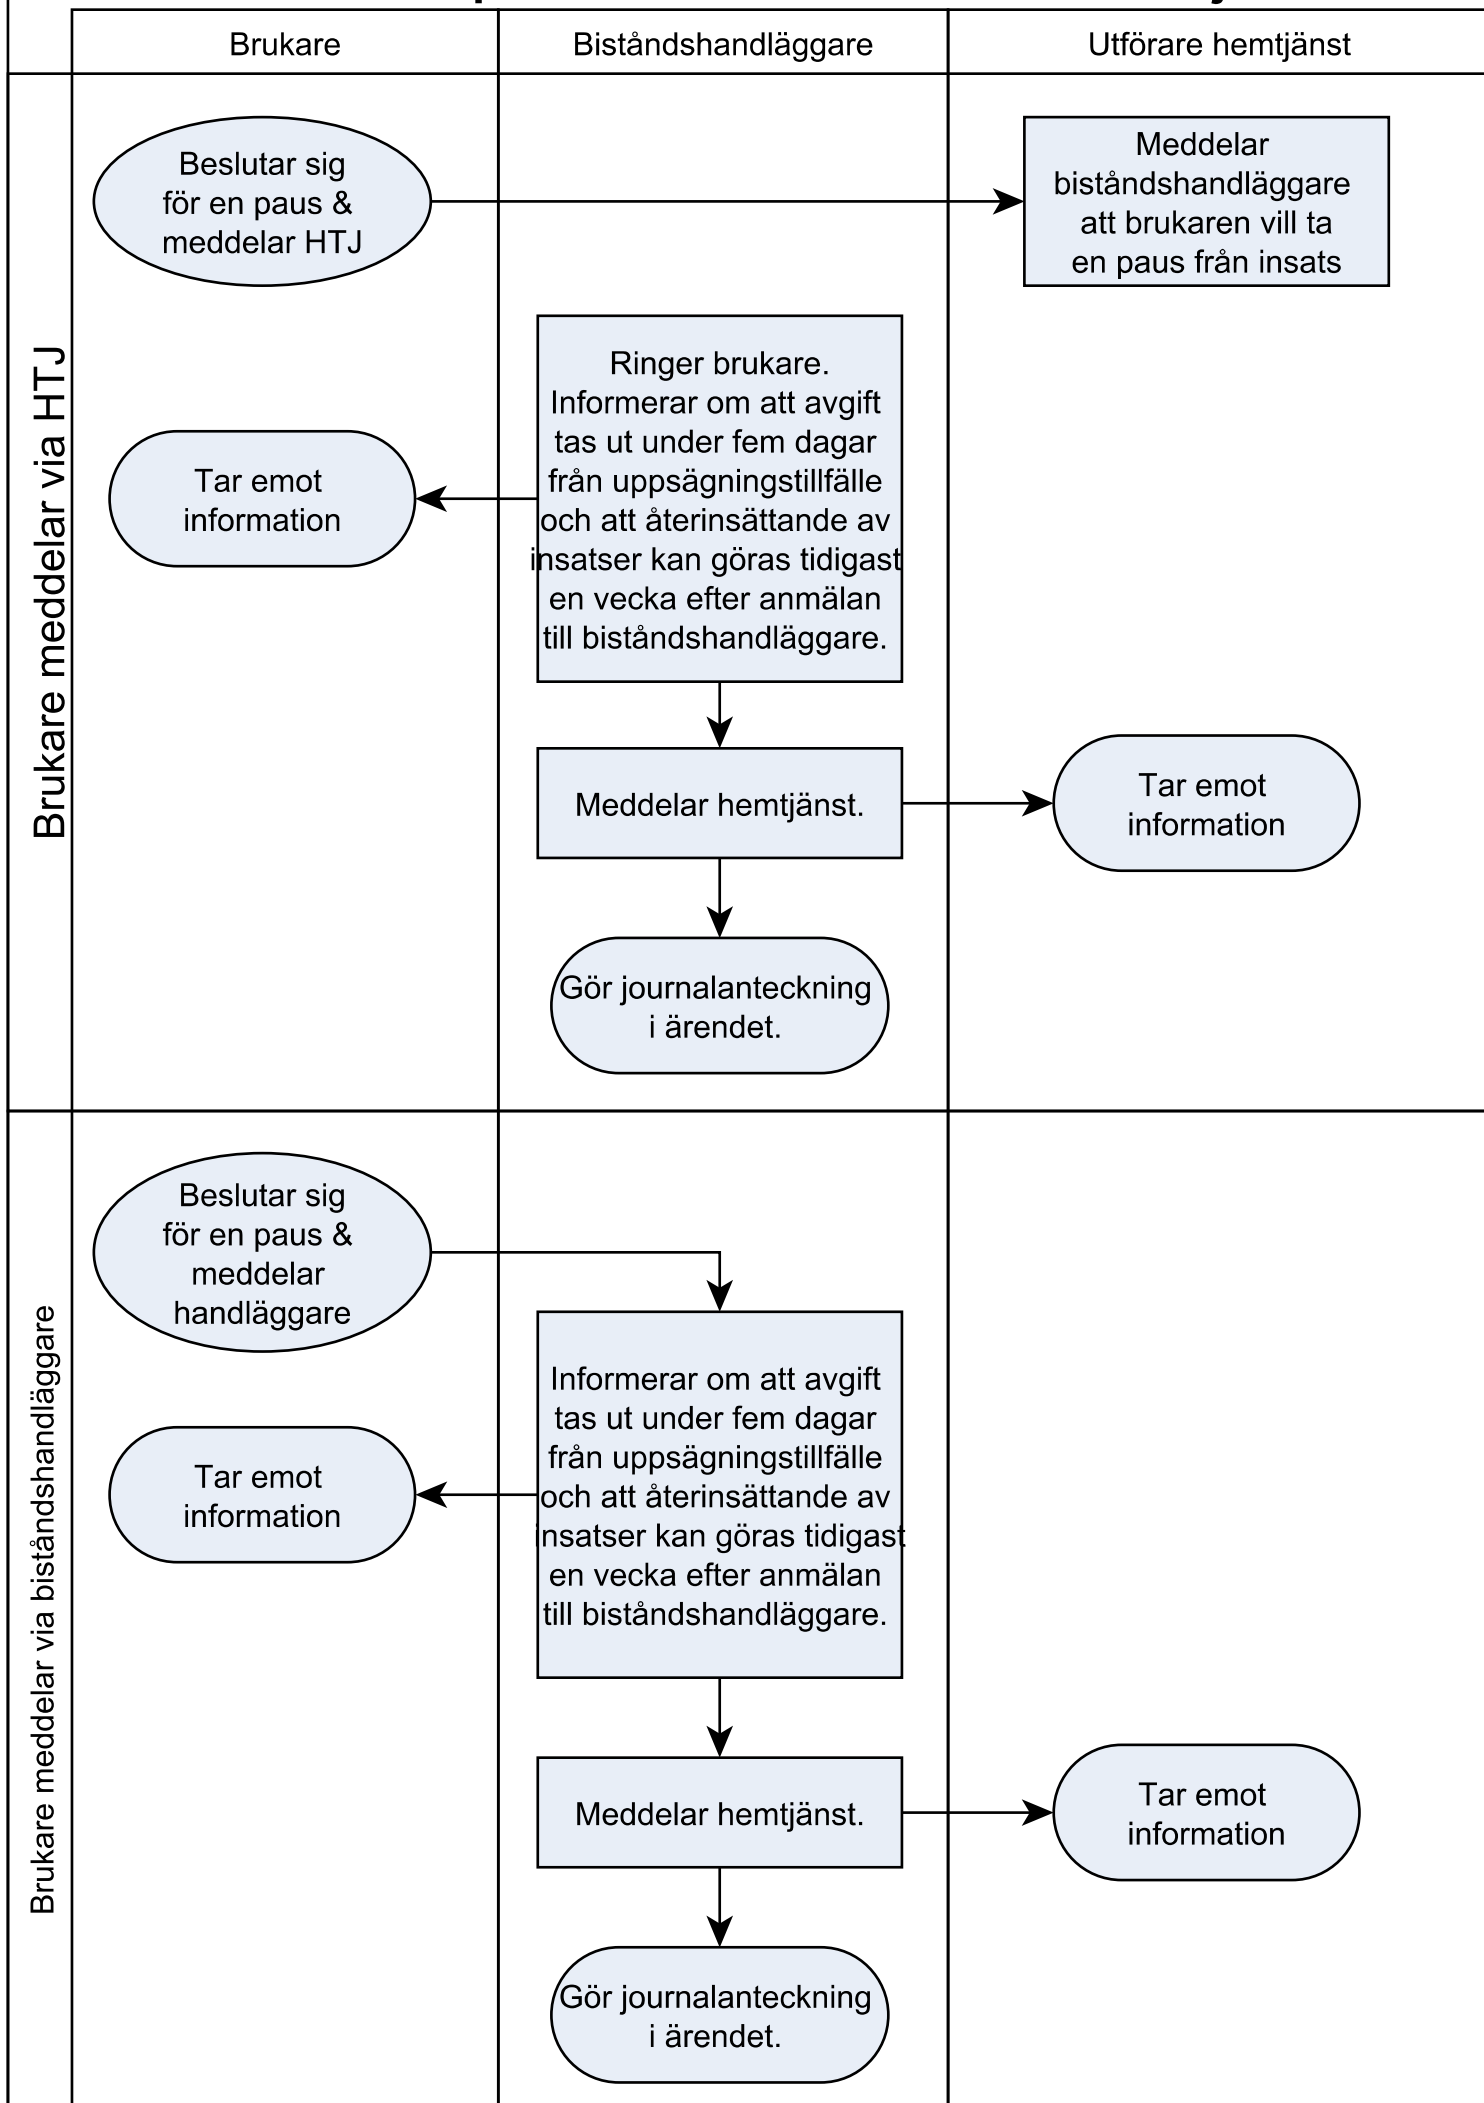 Brukare
Biståndshandläggare
Utförare hemtjänst
Brukare meddelar via HTJ
Beslutar sig
för en paus &
meddelar HTJ
Meddelar
biståndshandläggare
att brukaren vill ta
en paus från insats
Ringer brukare.
Informerar om att avgift
tas ut under fem dagar
från uppsägningstillfälle
och att återinsättande av
insatser kan göras tidigast
en vecka efter anmälan
till biståndshandläggare.
Tar emot
information
Meddelar hemtjänst.
Tar emot
information
Gör journalanteckning
i ärendet.
Brukare meddelar via biståndshandläggare
Beslutar sig
för en paus &
meddelar
handläggare
Informerar om att avgift
tas ut under fem dagar
från uppsägningstillfälle
och att återinsättande av
insatser kan göras tidigast
en vecka efter anmälan
till biståndshandläggare.
Tar emot
information
Meddelar hemtjänst.
Tar emot
information
Gör journalanteckning
i ärendet.